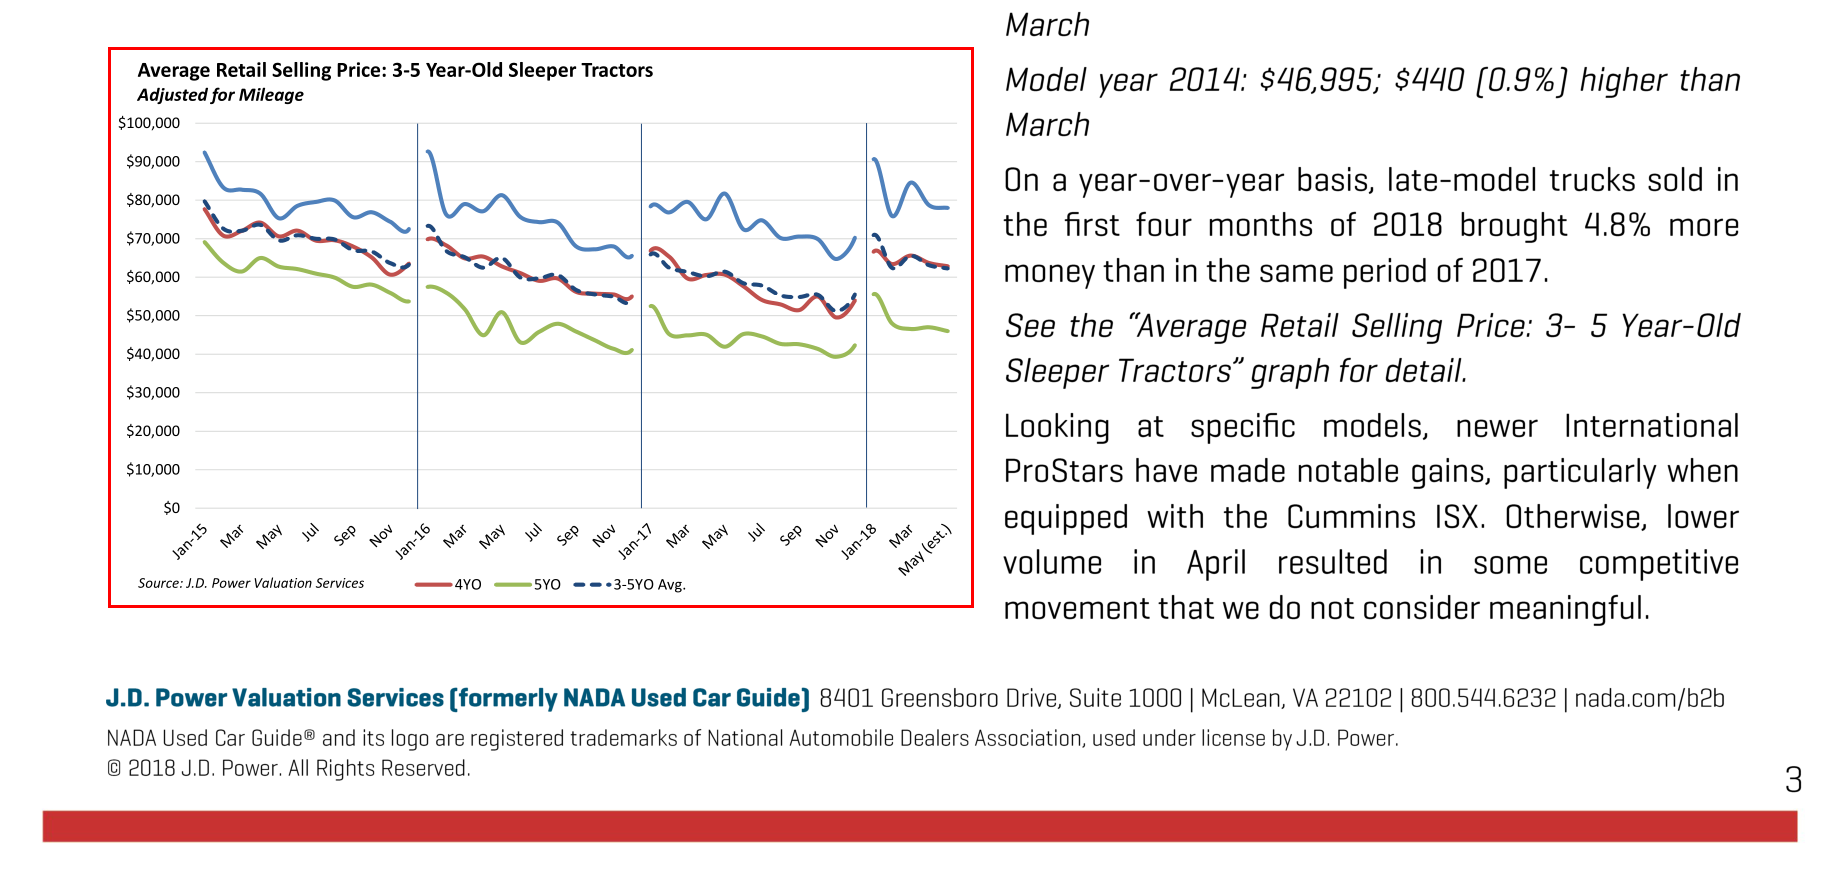 Average Retail Selling Price: 3-5 Year-Old Sleeper Tractors
Adjusted for Mileage
$100,000
$90,000
$80,000
$70,000
$60,000
$50,000
$40,000
$30,000
$20,000
$10,000
$0
Jan-15
Mar
May
Jul
Sep
Nov
Jan-16
Mar
May
Jul
Sep
Nov
Jan-17
Mar
May
Jul
Sep
Nov
Jan-18
Mar
May (est.)
Source: J.D. Power Valuation Services
4YO
5YO
3-5YO Avg.
March
Model year 2014: $46,995; $440 (0.9%) higher than
March
On a year-over-year basis, late-model trucks sold in
the first four months of 2018 brought 4.8% more
money than in the same period of 2017.
See the “Average Retail Selling Price: 3- 5 Year-Old
Sleeper Tractors” graph for detail.
Looking at specific models, newer International
ProStars have made notable gains, particularly when
equipped with the Cummins ISX. Otherwise, lower
volume in April resulted in some competitive
movement that we do not consider meaningful.
J.D. Power Valuation Services (formerly NADA Used Car Guide) 8401 Greensboro Drive, Suite 1000 | McLean, VA 22102 | 800.544.6232 | nada.com/b2b
NADA Used Car Guide® and its logo are registered trademarks of National Automobile Dealers Association, used under license by J.D. Power.
© 2018 J.D. Power. All Rights Reserved.
3